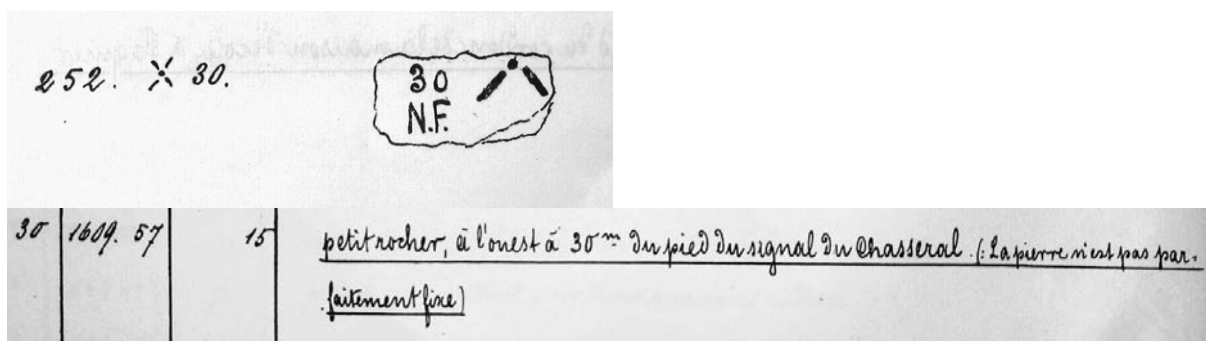 252. 30.
30
N.F.
30 1609. 57 15 petit rocher, à l'ouest à 30 m du pied du signal du Chasseral. (: La pierre n'est pas par-
faitement fixe)